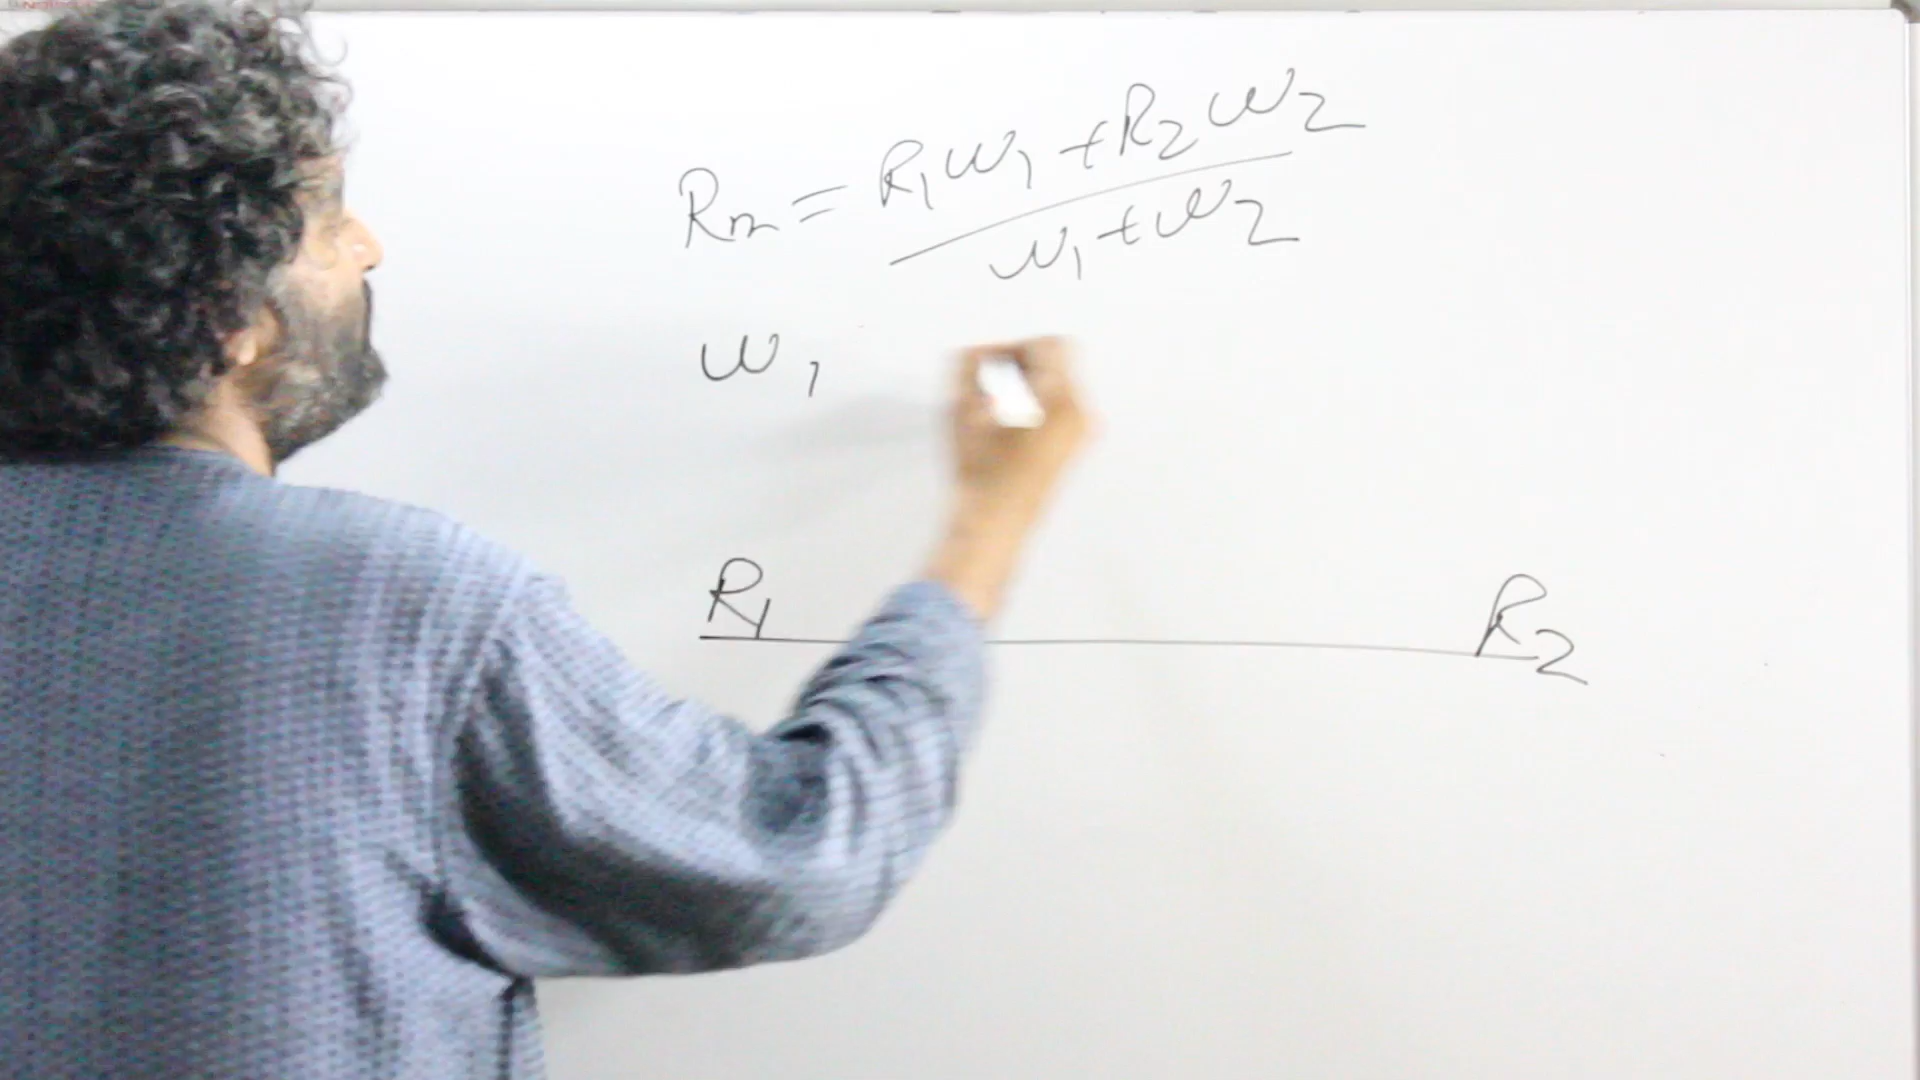 Rm = R1w1 + R2w2
w1 + w2
w1
R1 R2